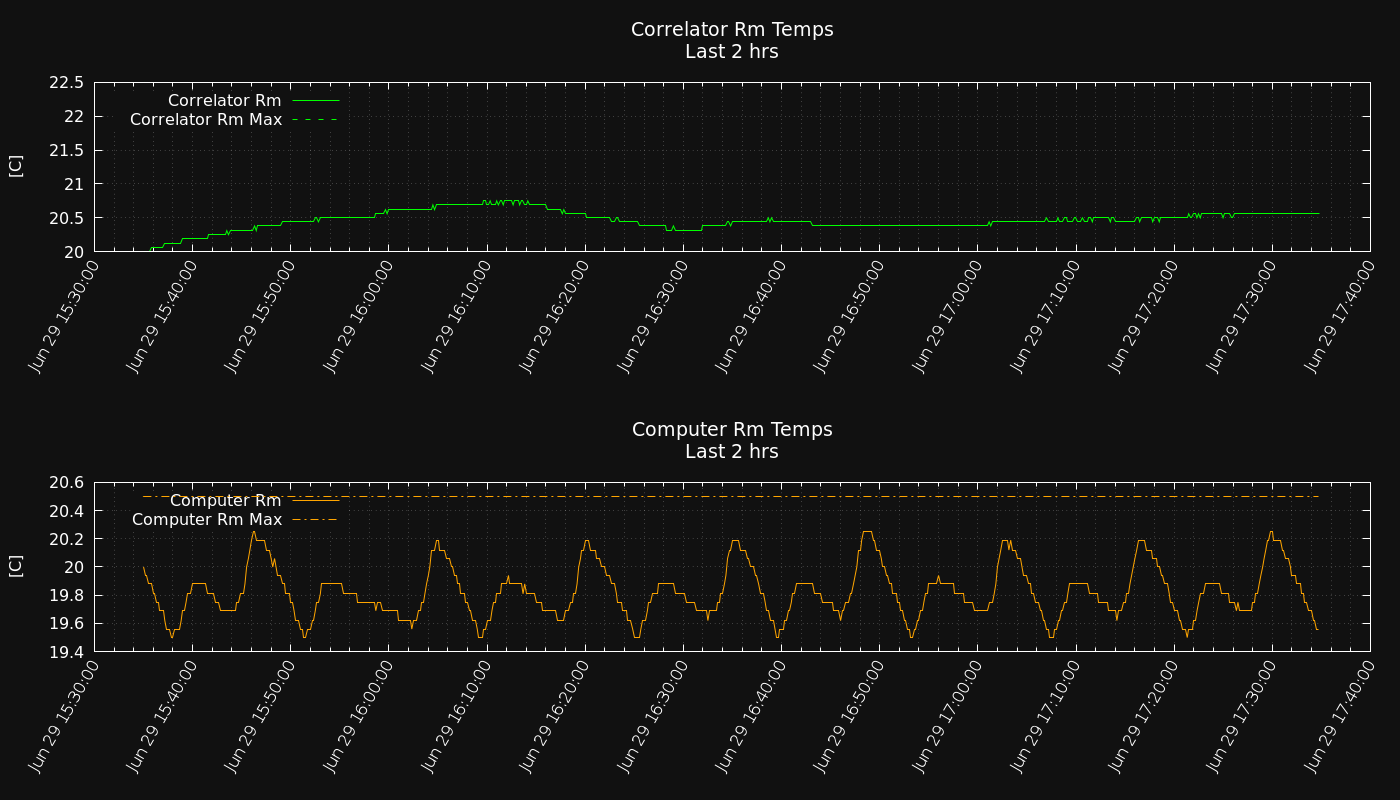 Correlator Rm Temps
Last 2 hrs
[C]
22.5
22
21.5
21
20.5
20
Correlator Rm
Correlator Rm Max
Jun 29 15:30:00
Jun 29 15:40:00
Jun 29 15:50:00
Jun 29 16:00:00
Jun 29 16:10:00
Jun 29 16:20:00
Jun 29 16:30:00
Jun 29 16:40:00
Jun 29 16:50:00
Jun 29 17:00:00
Jun 29 17:10:00
Jun 29 17:20:00
Jun 29 17:30:00
Jun 29 17:40:00
Computer Rm Temps
Last 2 hrs
[C]
20.6
20.4
20.2
20
19.8
19.6
19.4
Computer Rm
Computer Rm Max
Jun 29 15:30:00
Jun 29 15:40:00
Jun 29 15:50:00
Jun 29 16:00:00
Jun 29 16:10:00
Jun 29 16:20:00
Jun 29 16:30:00
Jun 29 16:40:00
Jun 29 16:50:00
Jun 29 17:00:00
Jun 29 17:10:00
Jun 29 17:20:00
Jun 29 17:30:00
Jun 29 17:40:00